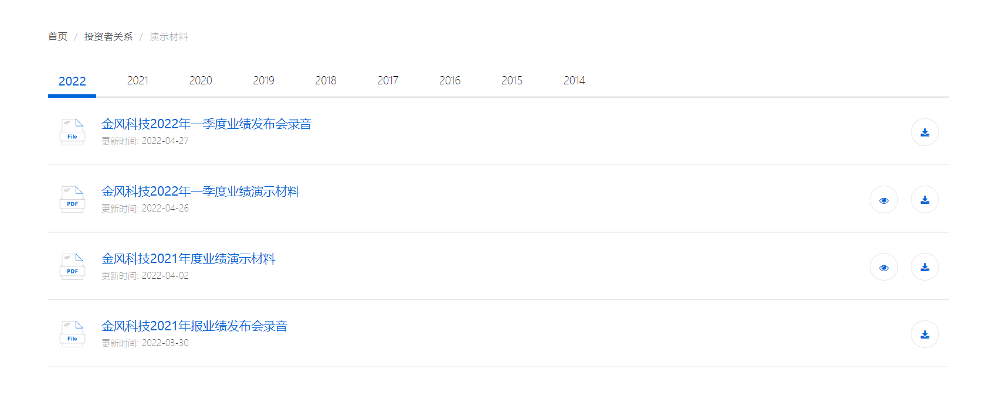 首页 / 投资者关系 / 演示材料
2022 2021 2020 2019 2018 2017 2016 2015 2014
金风科技2022年一季度业绩发布会录音
File
更新时间: 2022-04-27
金风科技2022年一季度业绩演示材料
PDF
更新时间: 2022-04-26
金风科技2021年度业绩演示材料
PDF
更新时间: 2022-04-02
金风科技2021年报业绩发布会录音
File
更新时间: 2022-03-30